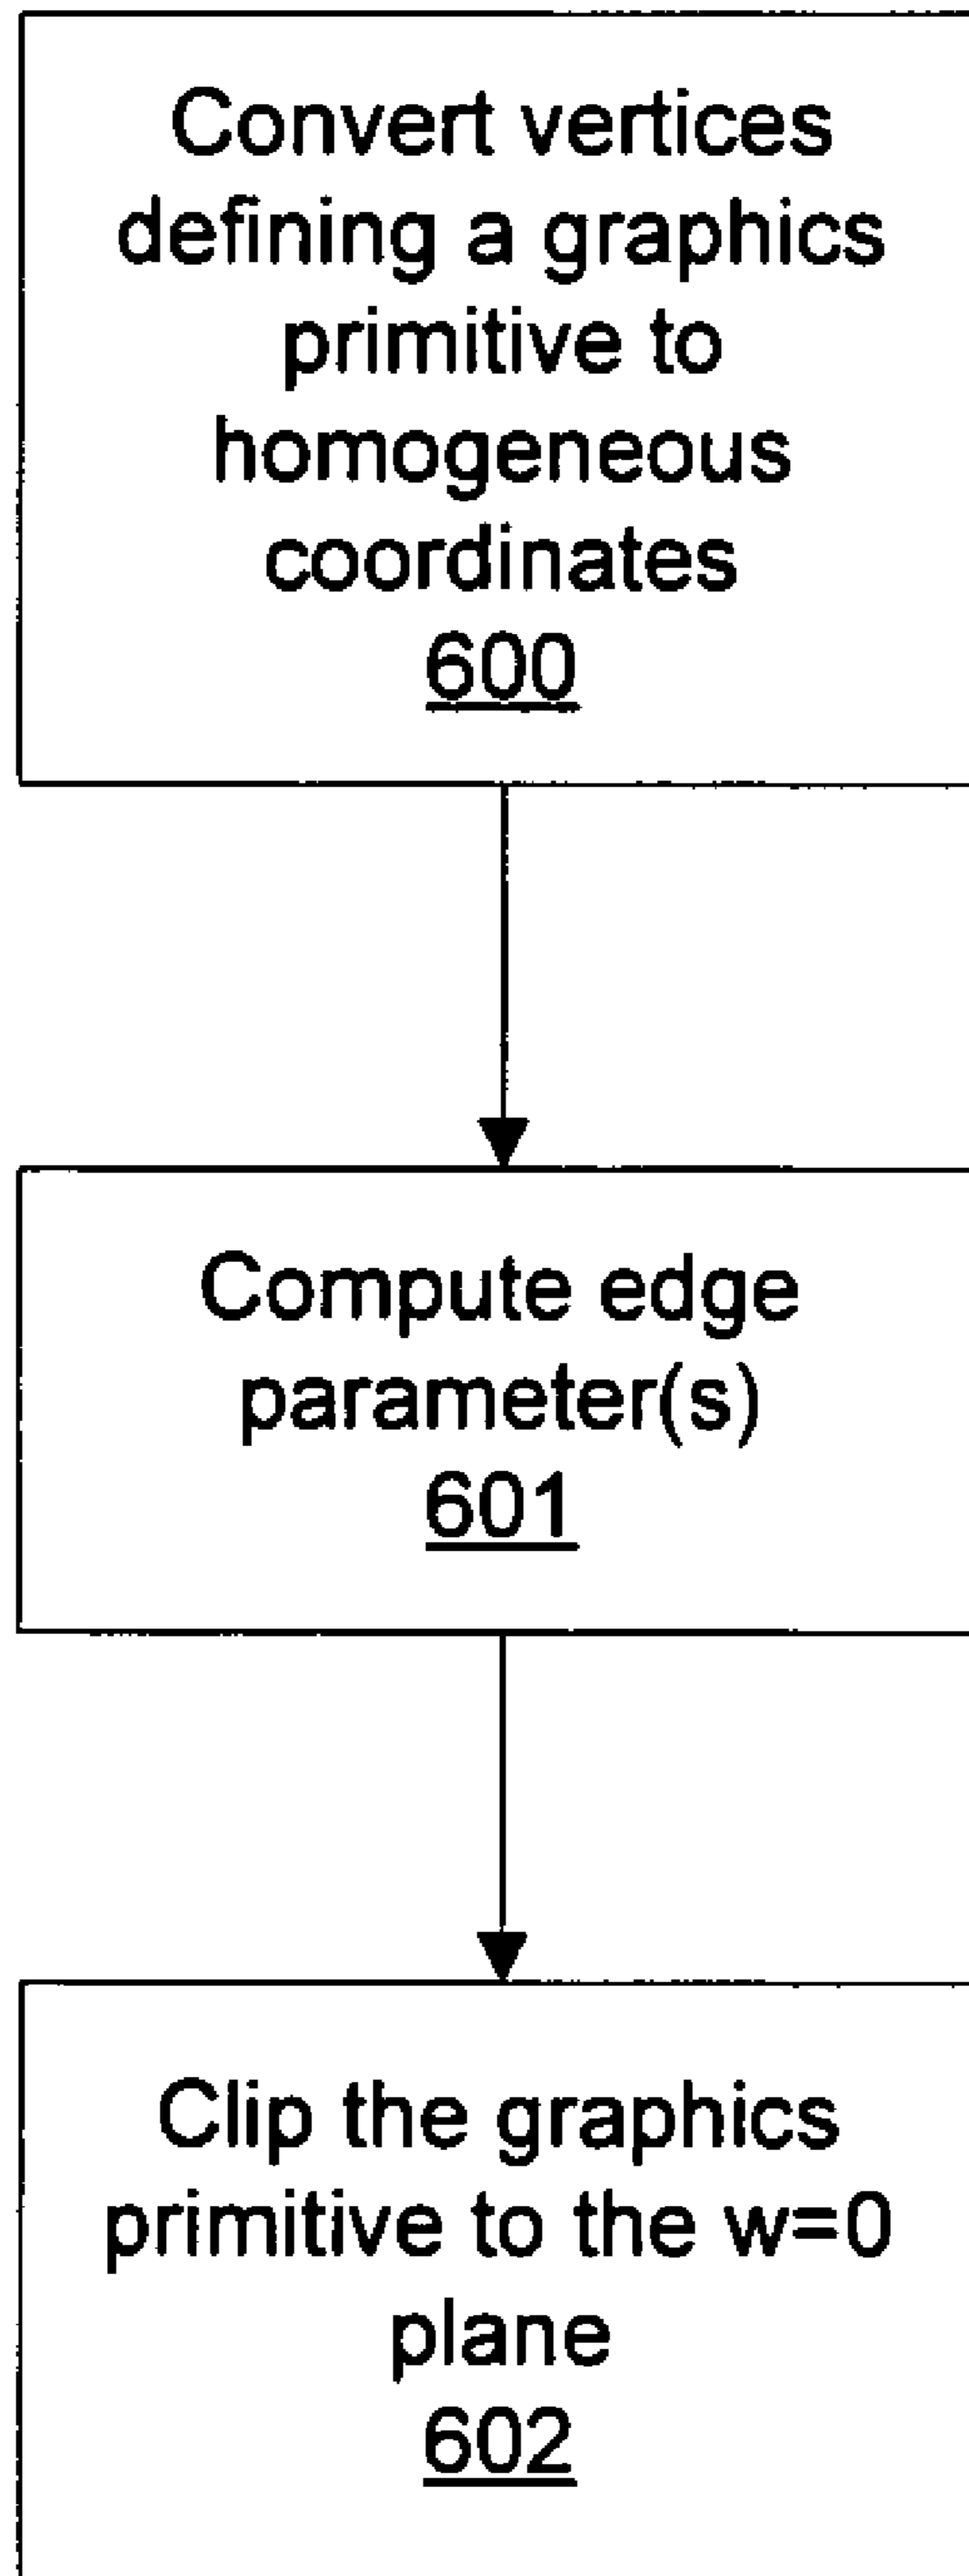 Convert vertices
defining a graphics
primitive to
homogeneous
coordinates
600
Compute edge
parameter(s)
601
Clip the graphics
primitive to the w=0
plane
602